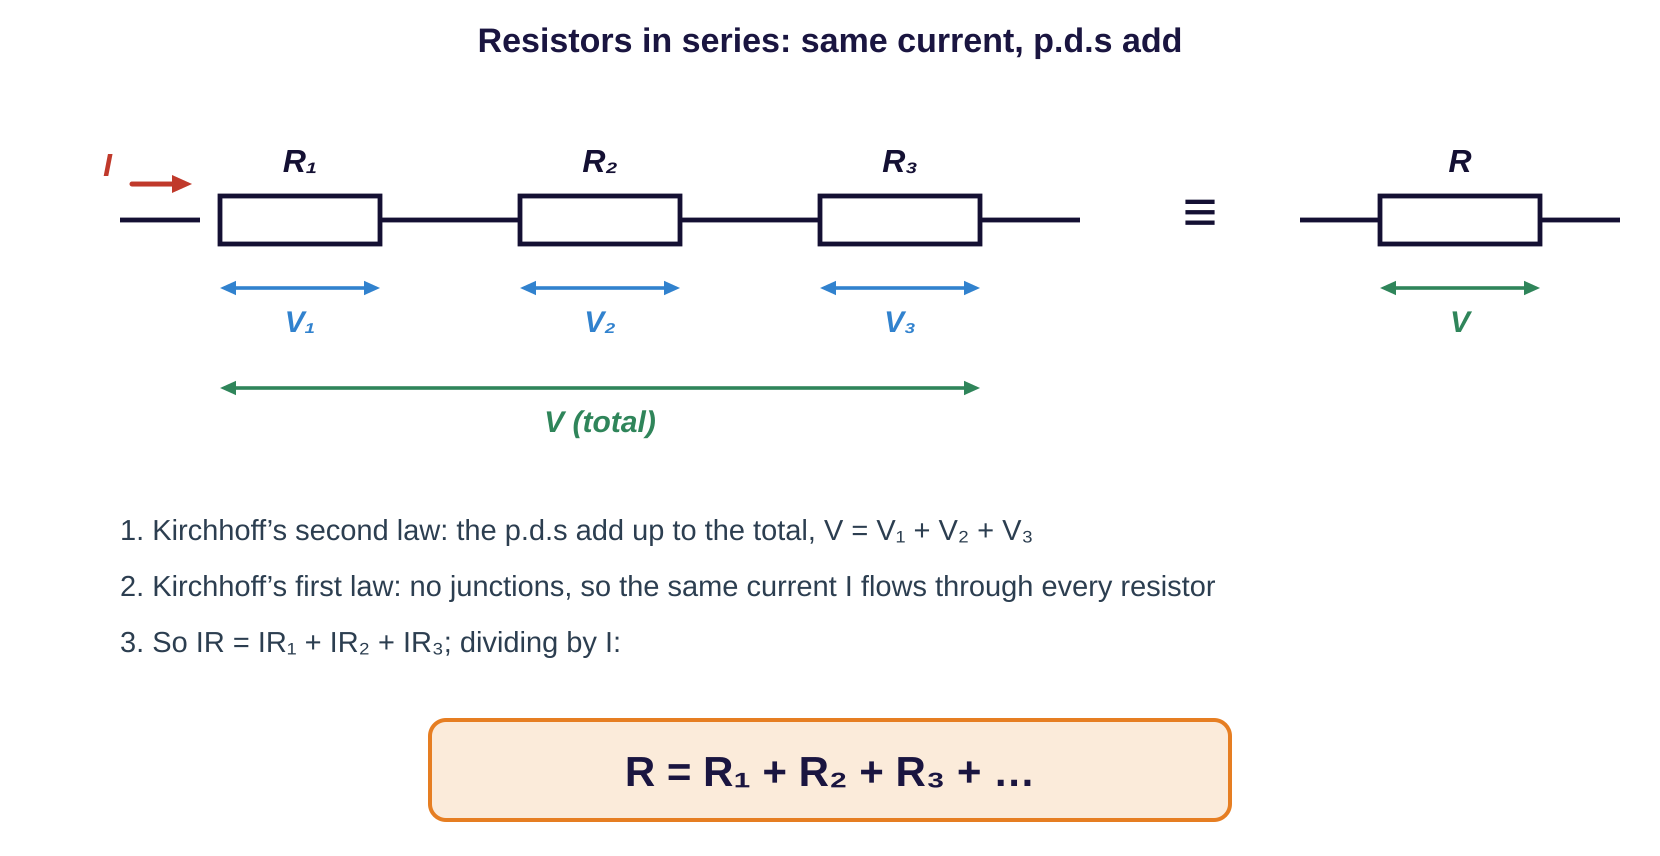 Resistors in series: same current, p.d.s add
I
R₁ R₂ R₃ ≡ R
V₁ V₂ V₃ V
V (total)
1. Kirchhoff’s second law: the p.d.s add up to the total, V = V₁ + V₂ + V₃
2. Kirchhoff’s first law: no junctions, so the same current I flows through every resistor
3. So IR = IR₁ + IR₂ + IR₃; dividing by I:
R = R₁ + R₂ + R₃ + …